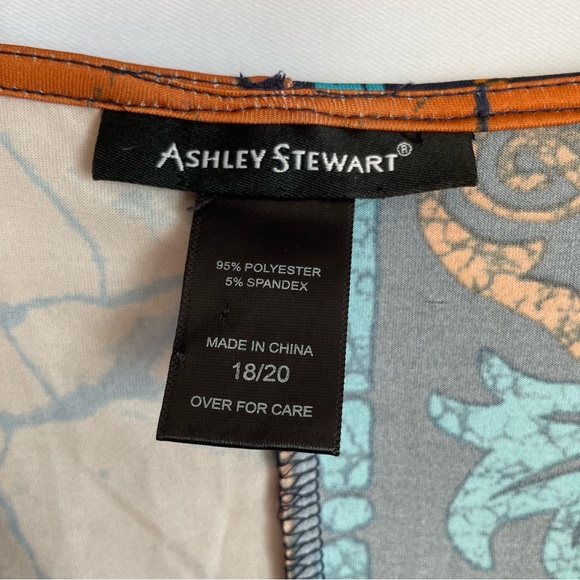 ASHLEY STEWART®
95% POLYESTER
5% SPANDEX
MADE IN CHINA
18/20
OVER FOR CARE